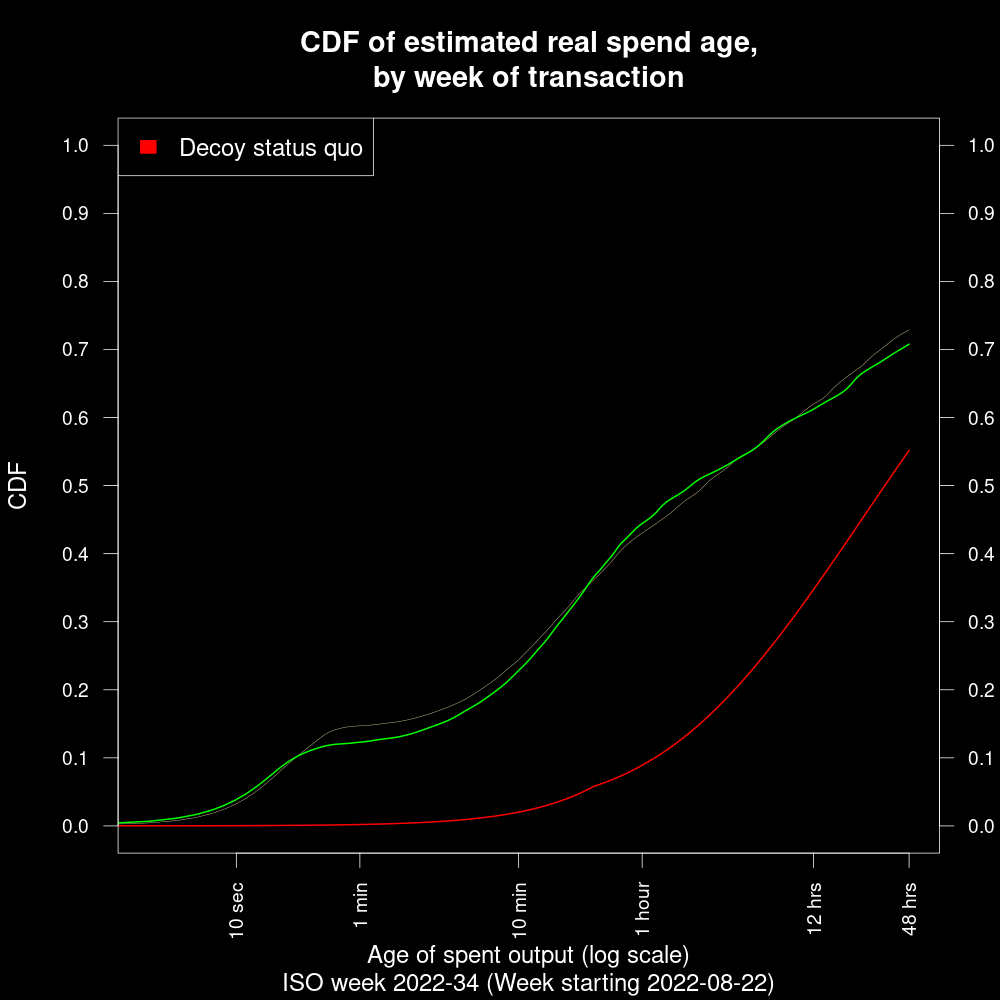 CDF of estimated real spend age,
by week of transaction
Decoy status quo
CDF
1.0
0.9
0.8
0.7
0.6
0.5
0.4
0.3
0.2
0.1
0.0
1.0
0.9
0.8
0.7
0.6
0.5
0.4
0.3
0.2
0.1
0.0
10 sec
1 min
10 min
1 hour
12 hrs
48 hrs
Age of spent output (log scale)
ISO week 2022-34 (Week starting 2022-08-22)